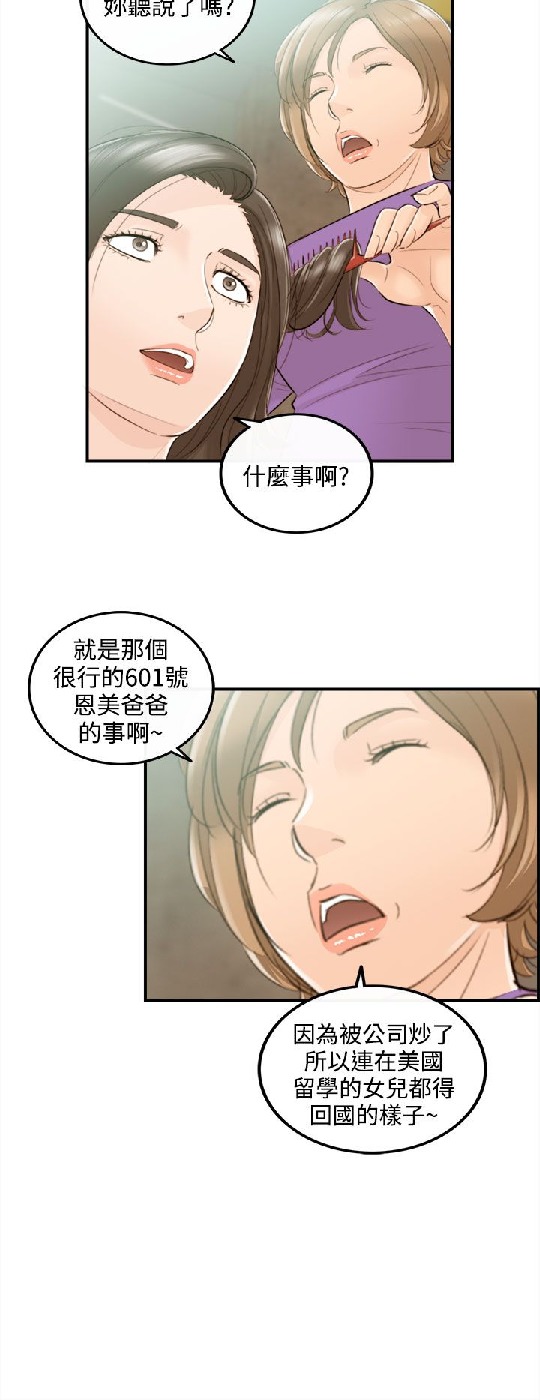 妳聽說了嗎?
什麼事啊?
就是那個
很行的601號
恩美爸爸
的事啊~
因為被公司炒了
所以連在美國
留學的女兒都得
回國的樣子~